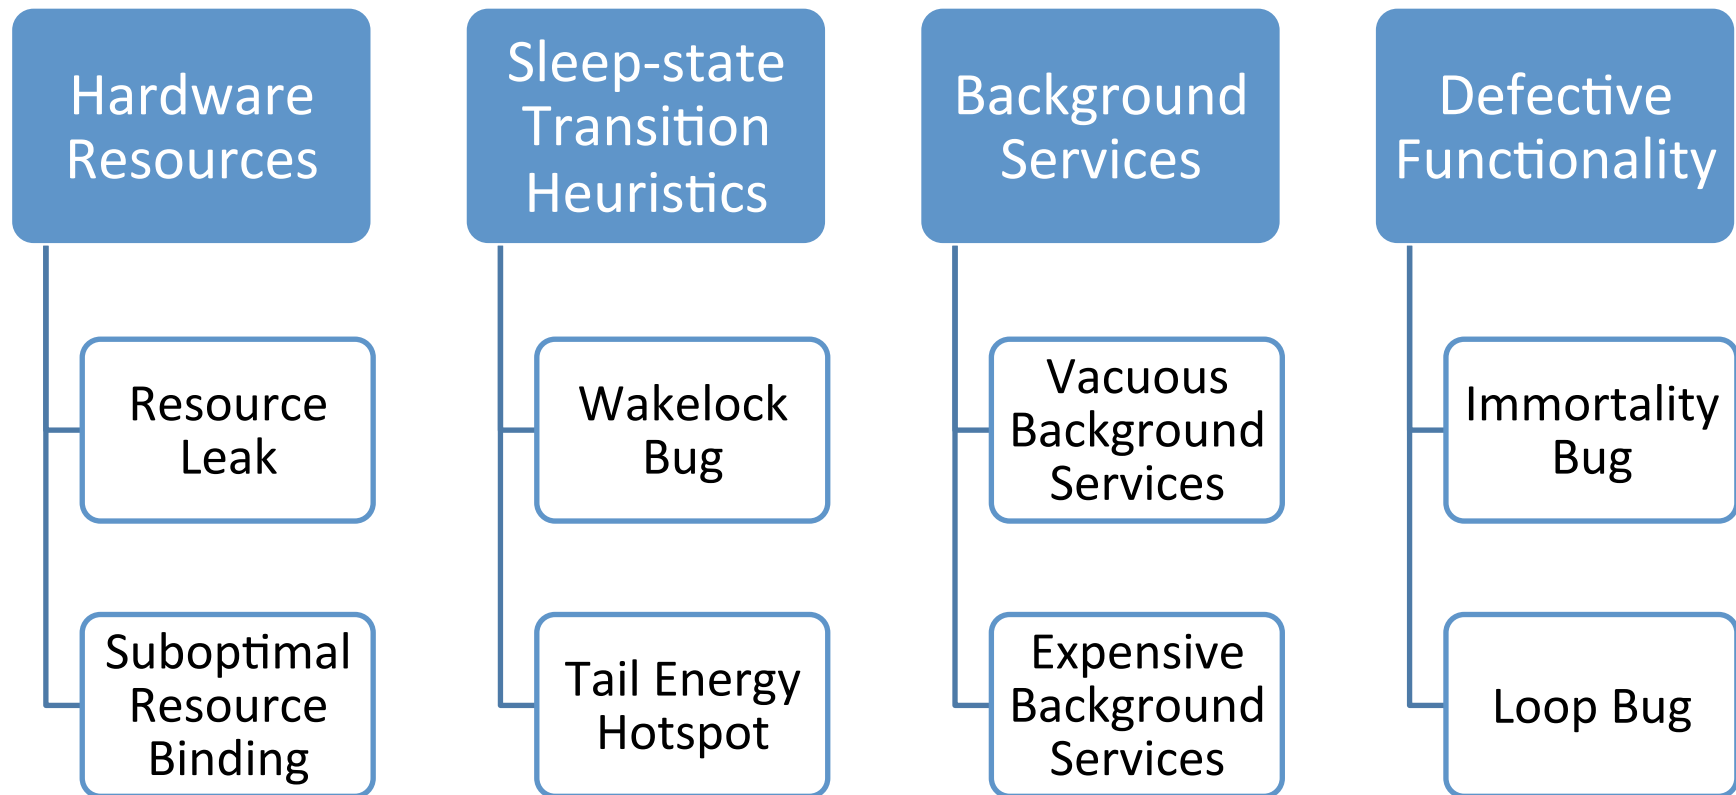 Hardware
Resources
Resource
Leak
Suboptimal
Resource
Binding
Sleep-state
Transition
Heuristics
Wakelock
Bug
Tail Energy
Hotspot
Background
Services
Vacuous
Background
Services
Expensive
Background
Services
Defective
Functionality
Immortality
Bug
Loop Bug